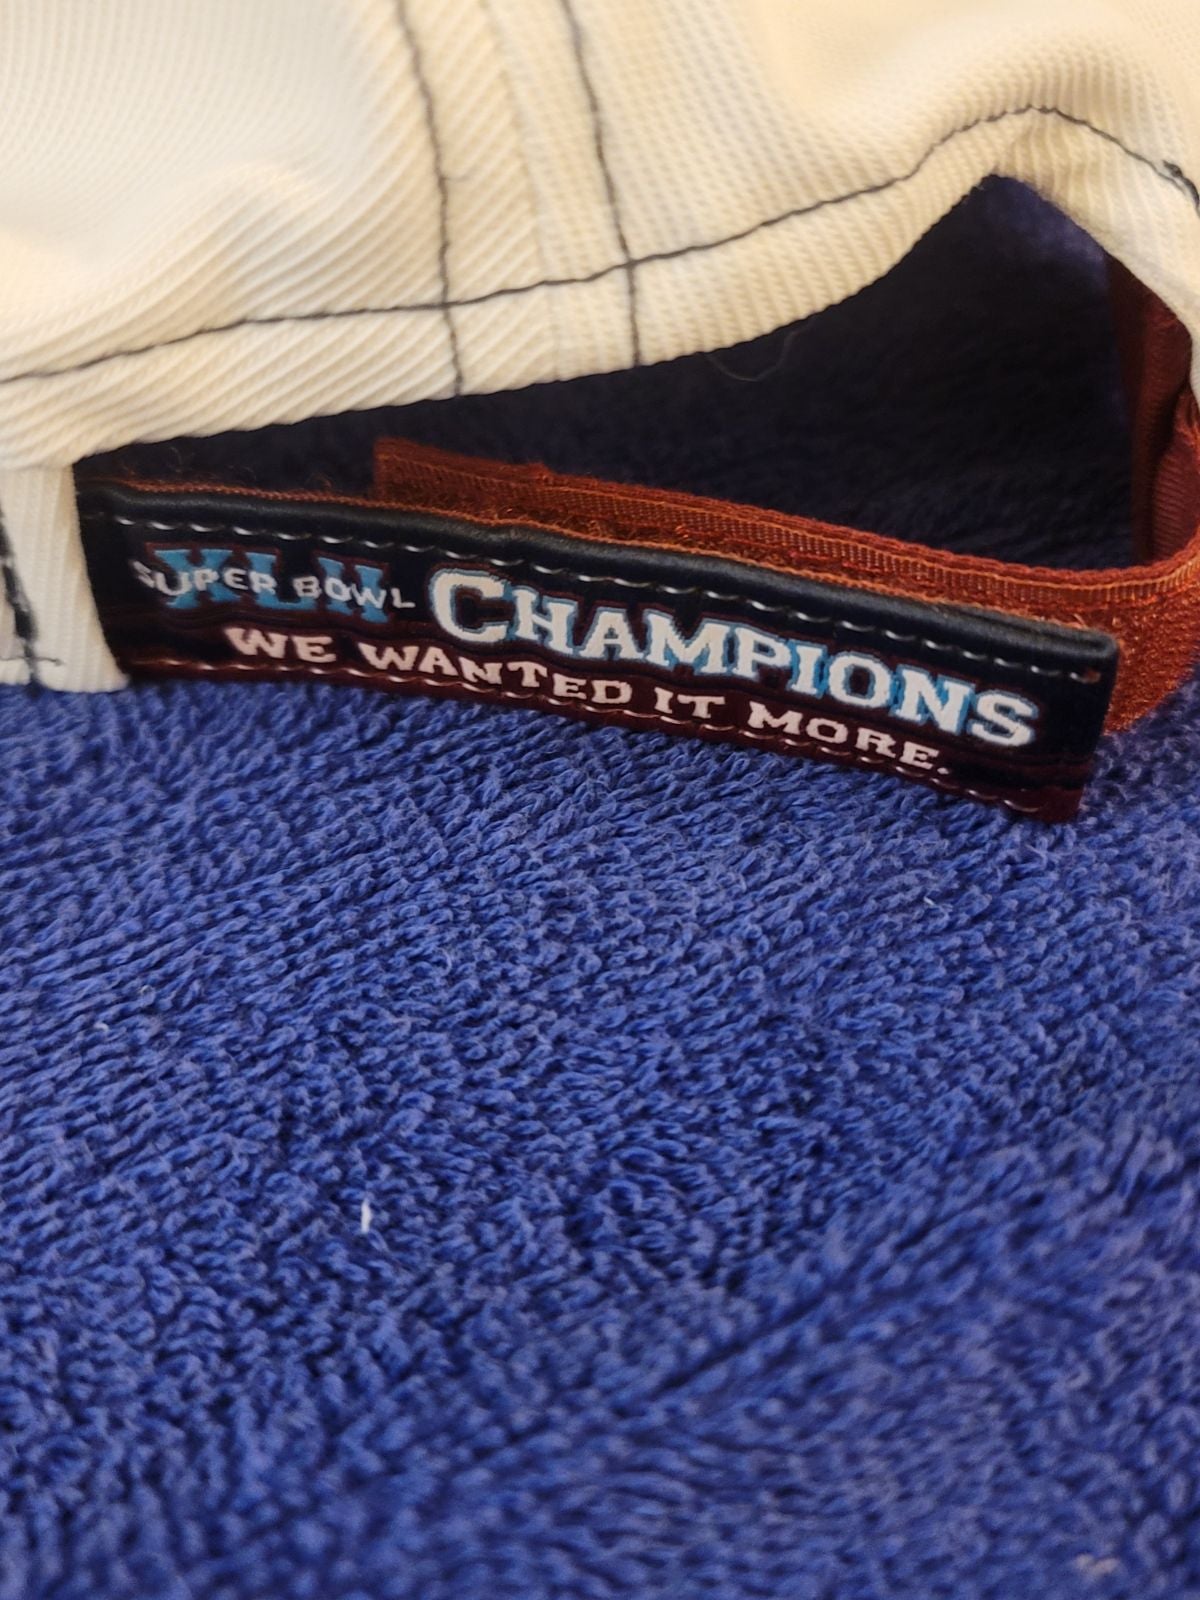 XLII
SUPER BOWL CHAMPIONS
WE WANTED IT MORE.